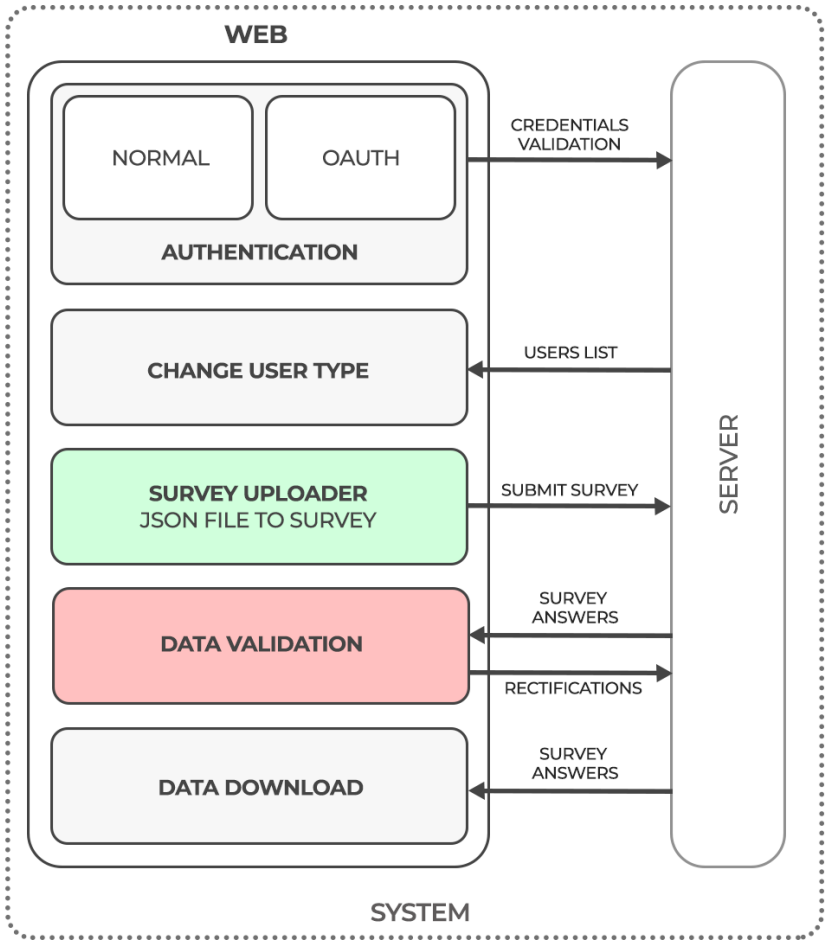 WEB
NORMAL
OAUTH
AUTHENTICATION
CREDENTIALS
VALIDATION
CHANGE USER TYPE
USERS LIST
SURVEY UPLOADER
JSON FILE TO SURVEY
SUBMIT SURVEY
DATA VALIDATION
SURVEY
ANSWERS
RECTIFICATIONS
DATA DOWNLOAD
SURVEY
ANSWERS
SERVER
SYSTEM